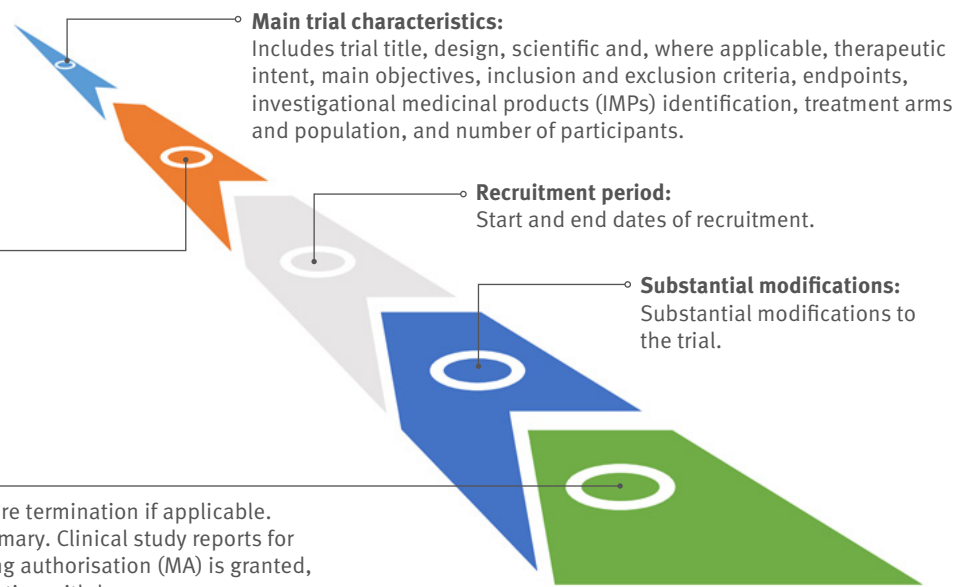 Main trial characteristics:
Includes trial title, design, scientific and, where applicable, therapeutic
intent, main objectives, inclusion and exclusion criteria, endpoints,
investigational medicinal products (IMPs) identification, treatment arms
and population, and number of participants.
Recruitment period:
Start and end dates of recruitment.
Substantial modifications:
Substantial modifications to
the trial.
re termination if applicable.
mary. Clinical study reports for
ng authorisation (MA) is granted,